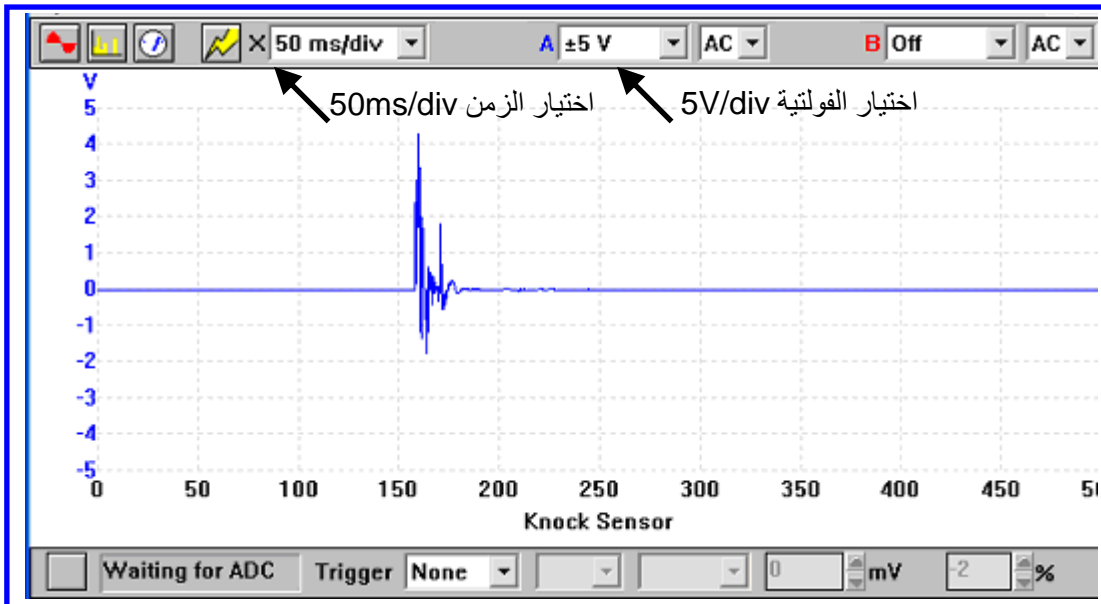 X 50 ms/div A ±5 V AC B Off AC
V
اختيار الزمن 50ms/div
اختيار الفولتية 5V/div
5
4
3
2
1
0
-1
-2
-3
-4
-5
0 50 100 150 200 250 300 350 400 450
Knock Sensor
Waiting for ADC Trigger None 0 mV -2 %